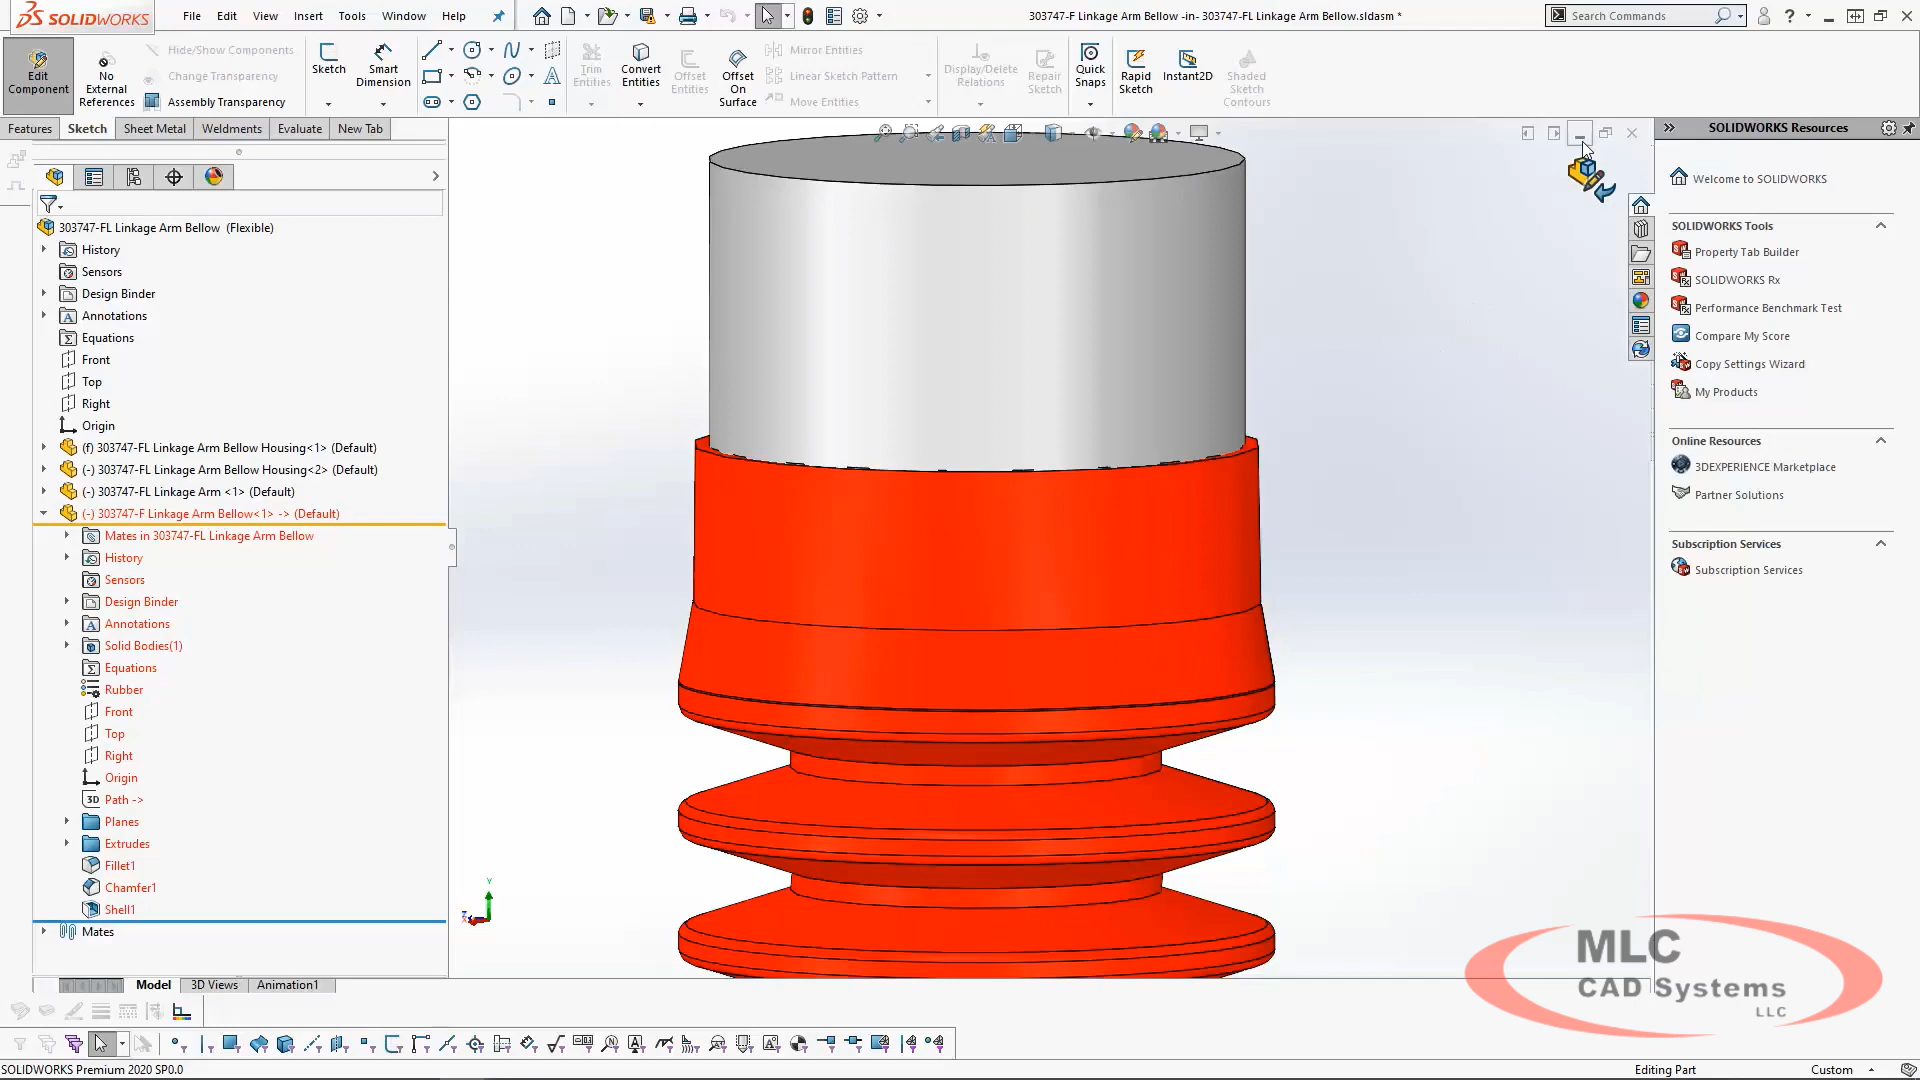 SOLIDWORKS File Edit View Insert Tools Window Help 303747-F Linkage Arm Bellow -in- 303747-FL Linkage Arm Bellow.sldasm * Search Commands
Edit Component
No External References
Hide/Show Components
Change Transparency
Assembly Transparency
Sketch
Smart Dimension
Trim Entities
Convert Entities
Offset Entities
Offset On Surface
Mirror Entities
Linear Sketch Pattern
Move Entities
Display/Delete Relations
Repair Sketch
Quick Snaps
Rapid Sketch
Instant2D
Shaded Sketch Contours
Features Sketch Sheet Metal Weldments Evaluate New Tab
303747-FL Linkage Arm Bellow (Flexible)
History
Sensors
Design Binder
Annotations
Equations
Front
Top
Right
Origin
(f) 303747-FL Linkage Arm Bellow Housing<1> (Default)
(-) 303747-FL Linkage Arm Bellow Housing<2> (Default)
(-) 303747-FL Linkage Arm <1> (Default)
(-) 303747-F Linkage Arm Bellow<1> -> (Default)
Mates in 303747-FL Linkage Arm Bellow
History
Sensors
Design Binder
Annotations
Solid Bodies(1)
Equations
Rubber
Front
Top
Right
Origin
3D Path ->
Planes
Extrudes
Fillet1
Chamfer1
Shell1
Mates
Y
Z
SOLIDWORKS Resources
Welcome to SOLIDWORKS
SOLIDWORKS Tools
Property Tab Builder
SOLIDWORKS Rx
Performance Benchmark Test
Compare My Score
Copy Settings Wizard
My Products
Online Resources
3DEXPERIENCE Marketplace
Partner Solutions
Subscription Services
Subscription Services
MLC
CAD Systems
LLC
Model 3D Views Animation1
SOLIDWORKS Premium 2020 SP0.0 Editing Part Custom